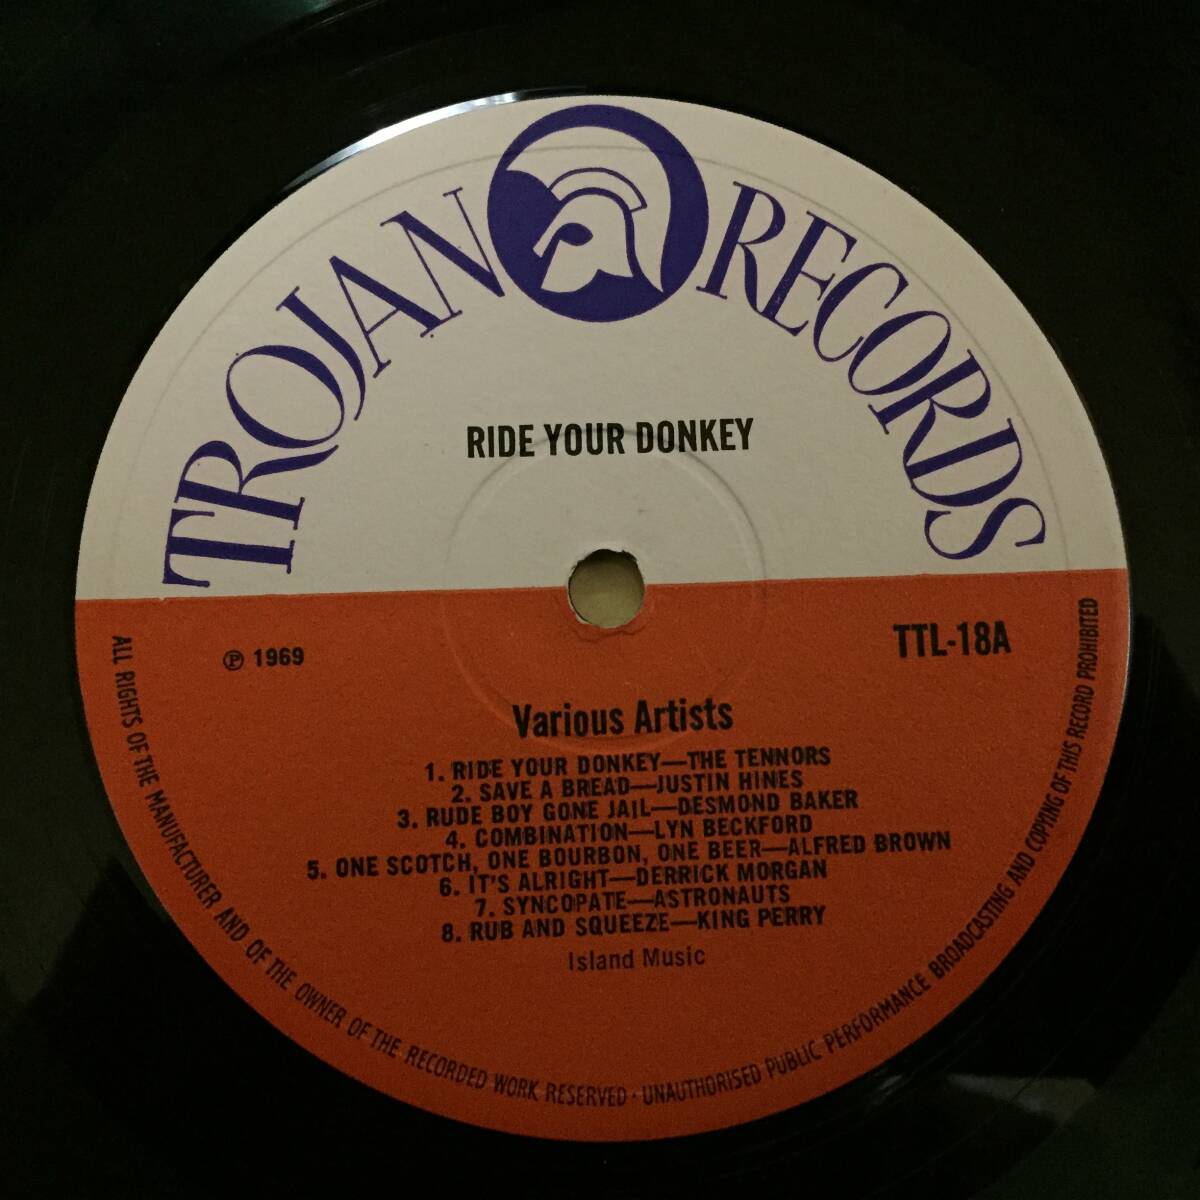 TROJAN RECORDS
RIDE YOUR DONKEY
℗ 1969
TTL-18A
Various Artists
1. RIDE YOUR DONKEY—THE TENNORS
2. SAVE A BREAD—JUSTIN HINES
3. RUDE BOY GONE JAIL—DESMOND BAKER
4. COMBINATION—LYN BECKFORD
5. ONE SCOTCH, ONE BOURBON, ONE BEER—ALFRED BROWN
6. IT'S ALRIGHT—DERRICK MORGAN
7. SYNCOPATE—ASTRONAUTS
8. RUB AND SQUEEZE—KING PERRY
Island Music
ALL RIGHTS OF THE MANUFACTURER AND OF THE OWNER OF THE RECORDED WORK RESERVED · UNAUTHORISED PUBLIC PERFORMANCE BROADCASTING AND COPYING OF THIS RECORD PROHIBITED